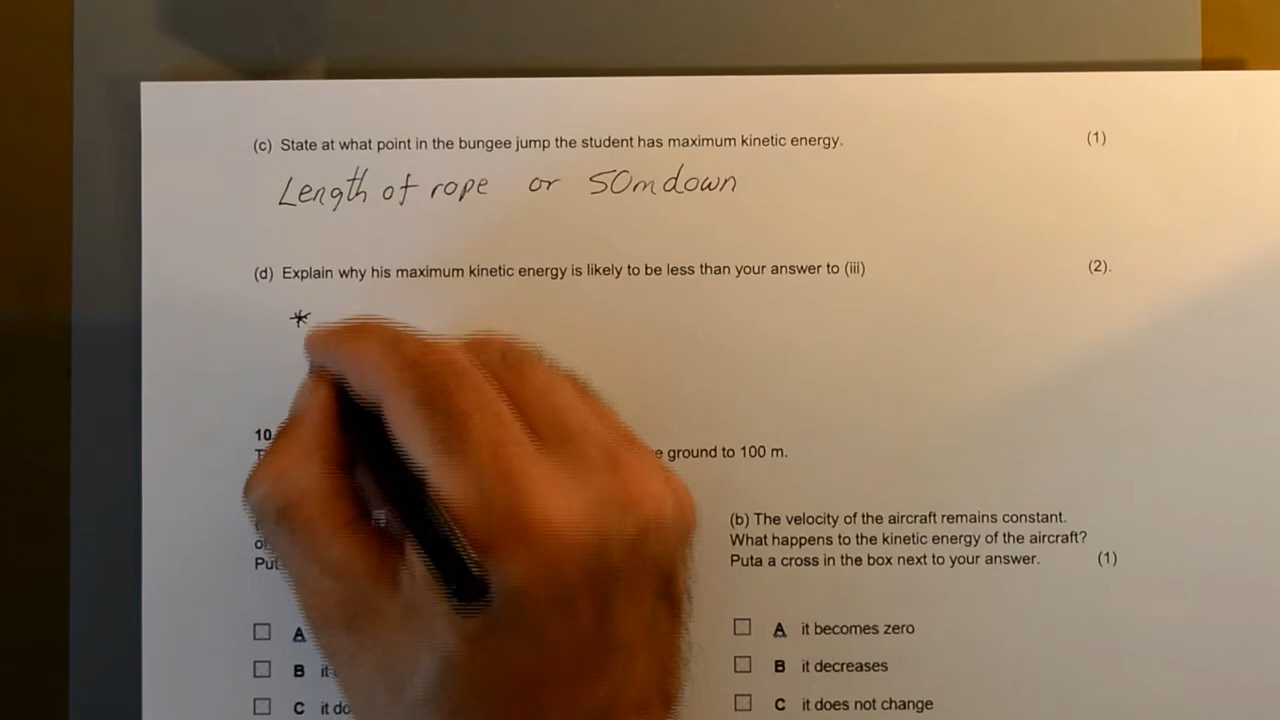 (c) State at what point in the bungee jump the student has maximum kinetic energy. (1)
Length of rope or 50m down
(d) Explain why his maximum kinetic energy is likely to be less than your answer to (iii) (2).
*
10
ground to 100 m.
(b) The velocity of the aircraft remains constant.
What happens to the kinetic energy of the aircraft?
Put
Puta a cross in the box next to your answer. (1)
A
A it becomes zero
B it
B it decreases
C it do
C it does not change